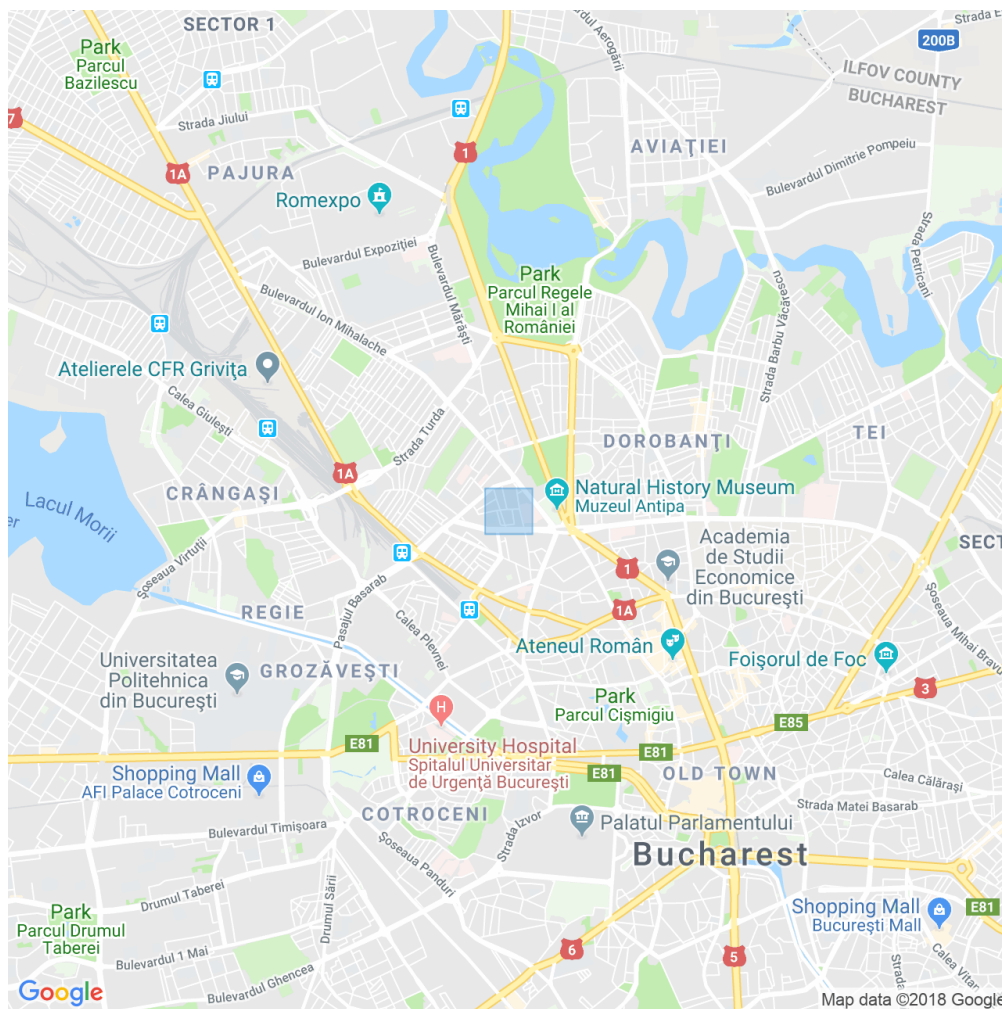 SECTOR 1
Strada E
Bulevardul Aerogării
200B
Park
Parcul
Bazilescu
ILFOV COUNTY
BUCHAREST
7
Strada Jiului
1
AVIAŢIEI
Bulevardul Dimitrie Pompeiu
PAJURA
1A
Romexpo
Bulevardul Expoziţiei
Strada Petricani
Bulevardul Mărăşti
Park
Parcul Regele
Mihai I al
României
Bulevardul Ion Mihalache
Strada Barbu Văcărescu
Atelierele CFR Griviţa
Calea Giuleşti
Strada Turda
DOROBANŢI
TEI
1A
CRÂNGAŞI
Natural History Museum
Muzeul Antipa
Lacul Morii
er
Şoseaua Virtuţii
Academia
de Studii
Economice
din Bucureşti
SECT
1
Pasajul Basarab
REGIE
1A
Calea Plevnei
Şoseaua Mihai Bravu
Ateneul Român
Foişorul de Foc
Universitatea
Politehnica
din Bucureşti
GROZĂVEŞTI
3
Park
Parcul Cişmigiu
H
E85
E81
E81
University Hospital
Spitalul Universitar
de Urgenţă Bucureşti
E81
OLD TOWN
Shopping Mall
AFI Palace Cotroceni
Calea Călăraşi
Strada Matei Basarab
COTROCENI
Bulevardul Timişoara
Strada Izvor
Palatul Parlamentului
Şoseaua Panduri
Bucharest
Drumul Taberei
Drumul Sării
Park
Parcul Drumul
Taberei
Shopping Mall
Bucureşti Mall
E81
Bulevardul 1 Mai
6
5
Calea Vitan
Strada
Bulevardul Ghencea
Google
Map data ©2018 Google